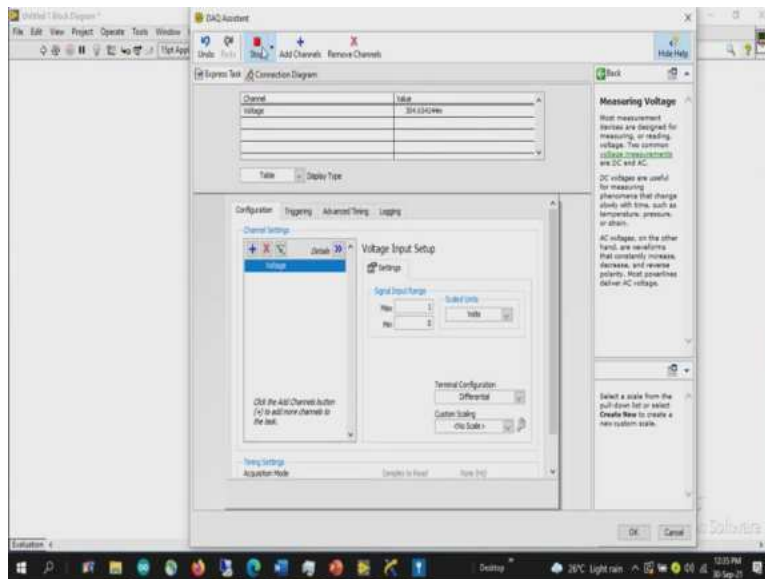 Untitled 1 Block Diagram *
DAQ Assistant
File Edit View Project Operate Tools Window
15pt Appl
Undo Redo Stop Add Channels Remove Channels Hide Help
Express Task Connection Diagram
Back
Channel Value
Voltage
Table Display Type
Measuring Voltage
Most measurement
devices are designed for
measuring, or reading,
voltage. Two common
voltage measurements
are DC and AC.
DC voltages are useful
for measuring
phenomena that change
slowly with time, such as
temperature, pressure,
or strain.
AC voltages, on the other
hand, are waveforms
that constantly increase,
decrease, and reverse
polarity. Most powerlines
deliver AC voltage.
Configuration Triggering Advanced Timing Logging
Channel Settings
Details
Voltage
Voltage Input Setup
Settings
Signal Input Range
Scaled Units
Max 1
Volts
Min 0
Terminal Configuration
Differential
Custom Scaling
<No Scale>
Click the Add Channels button
(+) to add more channels to
the task.
Select a scale from the
pull-down list or select
Create New to create a
new custom scale.
Timing Settings
Acquisition Mode Samples to Read Rate (Hz)
OK Cancel
Software
Evaluation
Desktop
26°C Light rain
12:35 PM
30-Sep-21